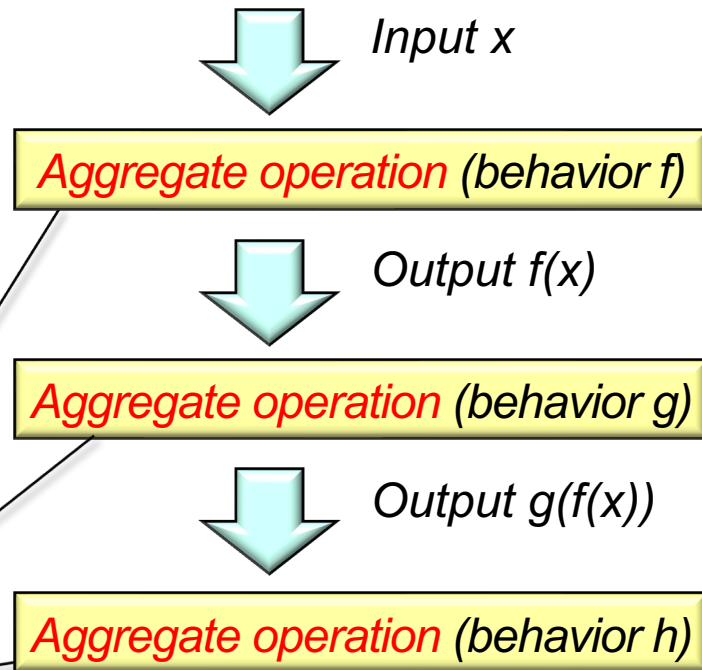 Input x
Aggregate operation (behavior f)
Output f(x)
Aggregate operation (behavior g)
Output g(f(x))
Aggregate operation (behavior h)